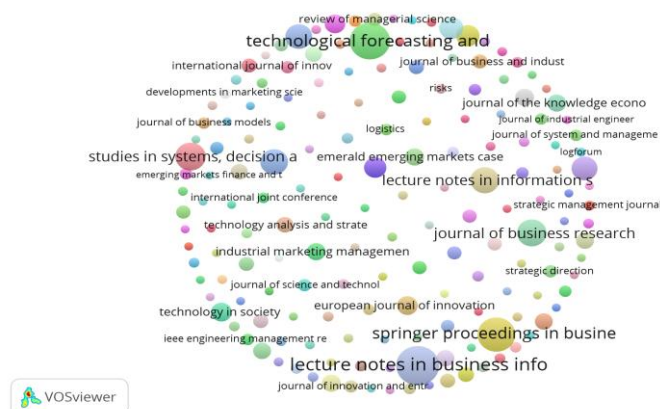 review of managerial science
technological forecasting and
international journal of innov
journal of business and indust
developments in marketing scie
risks
journal of the knowledge econo
journal of business models
logistics
journal of industrial engineer
journal of system and manageme
studies in systems, decision a
emerald emerging markets case
logforum
emerging markets finance and t
lecture notes in information s
international joint conference
strategic management journal
technology analysis and strate
journal of business research
industrial marketing managemen
strategic direction
journal of science and technol
technology in society
european journal of innovation
ieee engineering management re
springer proceedings in busine
lecture notes in business info
journal of innovation and entr
VOSviewer